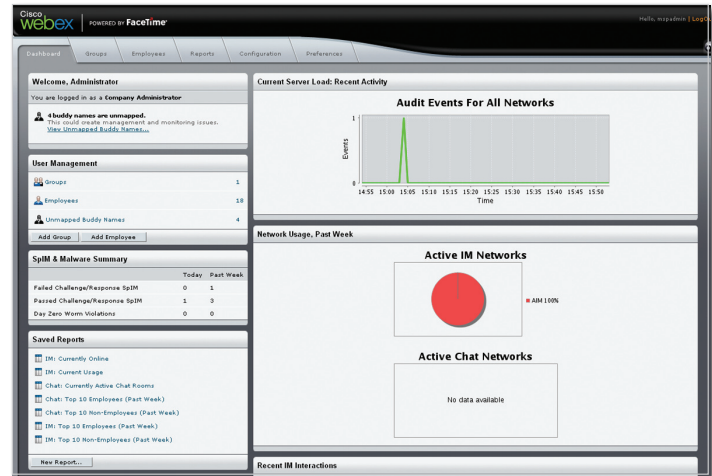 Cisco
webex POWERED BY FaceTime
Hello, mspadmin | LogOu
Dashboard Groups Employees Reports Configuration Preferences
Welcome, Administrator
You are logged in as a Company Administrator
4 buddy names are unmapped.
This could create management and monitoring issues.
View Unmapped Buddy Names...
User Management
Groups 1
Employees 18
Unmapped Buddy Names 4
Add Group Add Employee
SpIM & Malware Summary
Today Past Week
Failed Challenge/Response SpIM 0 1
Passed Challenge/Response SpIM 1 3
Day Zero Worm Violations 0 0
Saved Reports
IM: Currently Online
IM: Current Usage
Chat: Currently Active Chat Rooms
Chat: Top 10 Employees (Past Week)
Chat: Top 10 Non-Employees (Past Week)
IM: Top 10 Employees (Past Week)
IM: Top 10 Non-Employees (Past Week)
New Report...
Current Server Load: Recent Activity
Audit Events For All Networks
1
Events
0
14:55 15:00 15:05 15:10 15:15 15:20 15:25 15:30 15:35 15:40 15:45 15:50
Time
Network Usage, Past Week
Active IM Networks
AIM 100%
Active Chat Networks
No data available
Recent IM Interactions